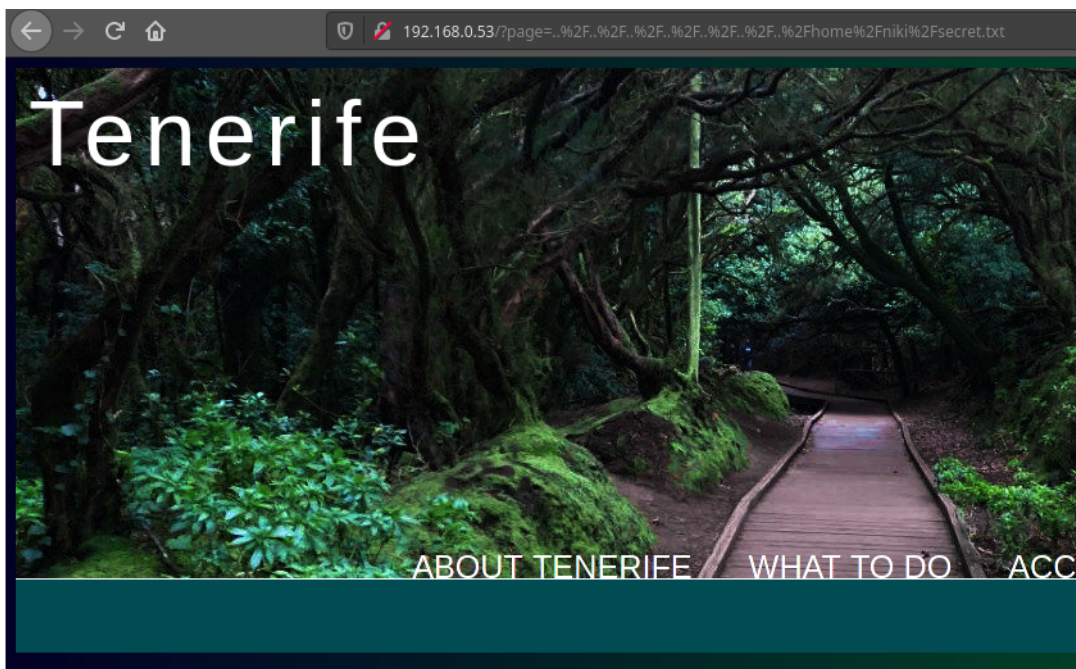 192.168.0.53/?page=..%2F..%2F..%2F..%2F..%2F..%2F..%2Fhome%2Fniki%2Fsecret.txt
Tenerife
ABOUT TENERIFE WHAT TO DO ACC